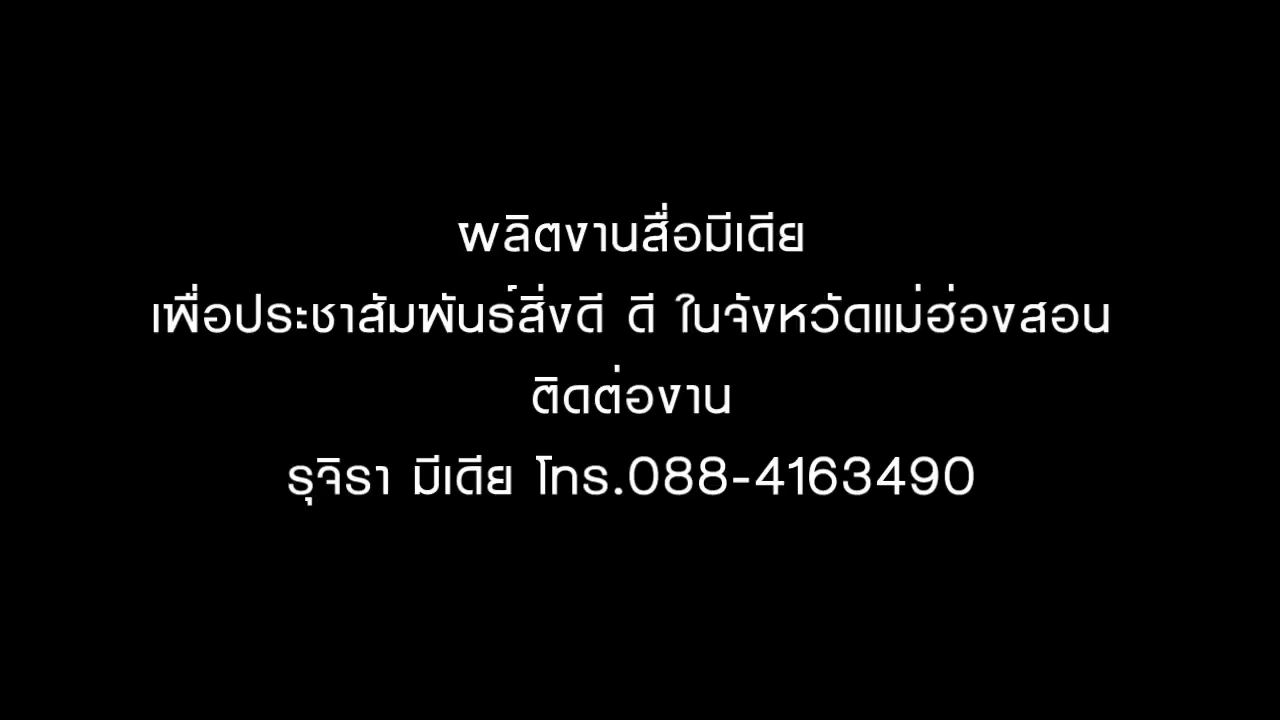 ผลิตงานสื่อมีเดีย
เพื่อประชาสัมพันธ์สิ่งดี ดี ในจังหวัดแม่ฮ่องสอน
ติดต่องาน
รุจิรา มีเดีย โทร.088-4163490